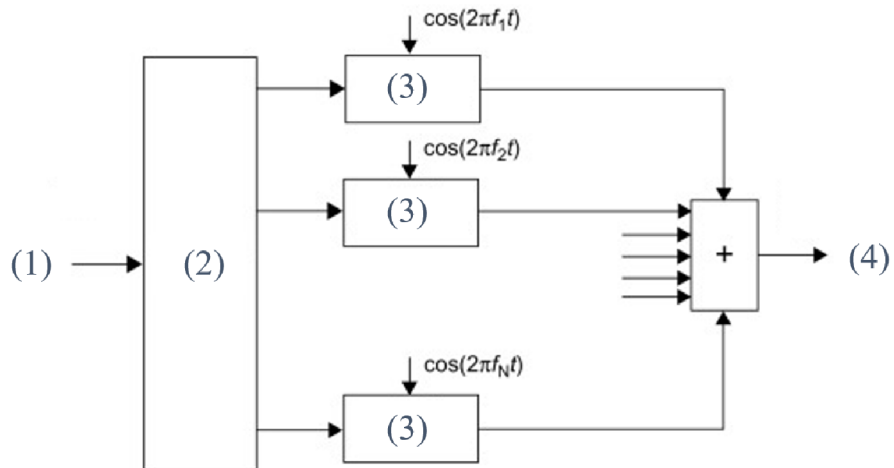 cos(2πf₁t)
(3)
cos(2πf₂t)
(3)
(1)
(2)
+
(4)
cos(2πf_Nt)
(3)